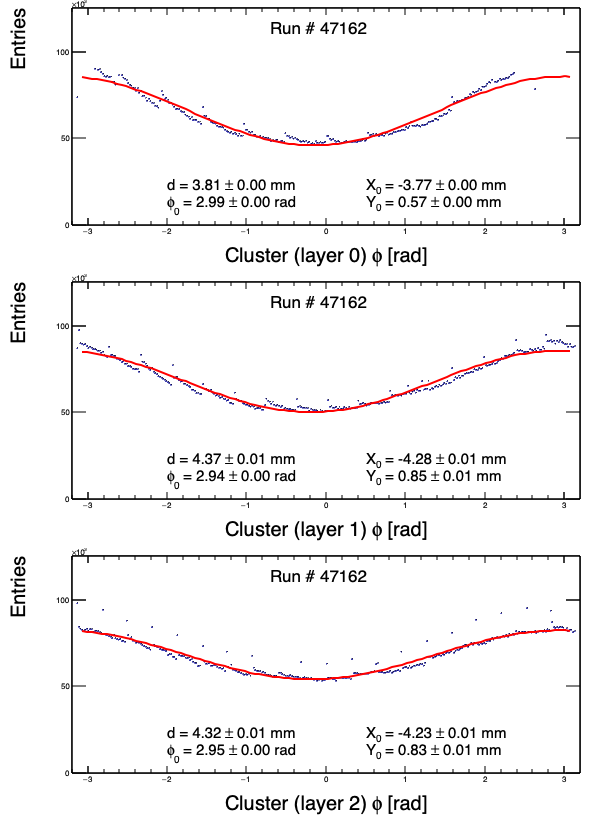 ×10²
Entries
Run # 47162
100
50
0
d = 3.81 ± 0.00 mm
X₀ = -3.77 ± 0.00 mm
ϕ₀ = 2.99 ± 0.00 rad
Y₀ = 0.57 ± 0.00 mm
−3 −2 −1 0 1 2 3
Cluster (layer 0) ϕ [rad]
×10²
Entries
Run # 47162
100
50
0
d = 4.37 ± 0.01 mm
X₀ = -4.28 ± 0.01 mm
ϕ₀ = 2.94 ± 0.00 rad
Y₀ = 0.85 ± 0.01 mm
−3 −2 −1 0 1 2 3
Cluster (layer 1) ϕ [rad]
×10²
Entries
Run # 47162
100
50
0
d = 4.32 ± 0.01 mm
X₀ = -4.23 ± 0.01 mm
ϕ₀ = 2.95 ± 0.00 rad
Y₀ = 0.83 ± 0.01 mm
−3 −2 −1 0 1 2 3
Cluster (layer 2) ϕ [rad]